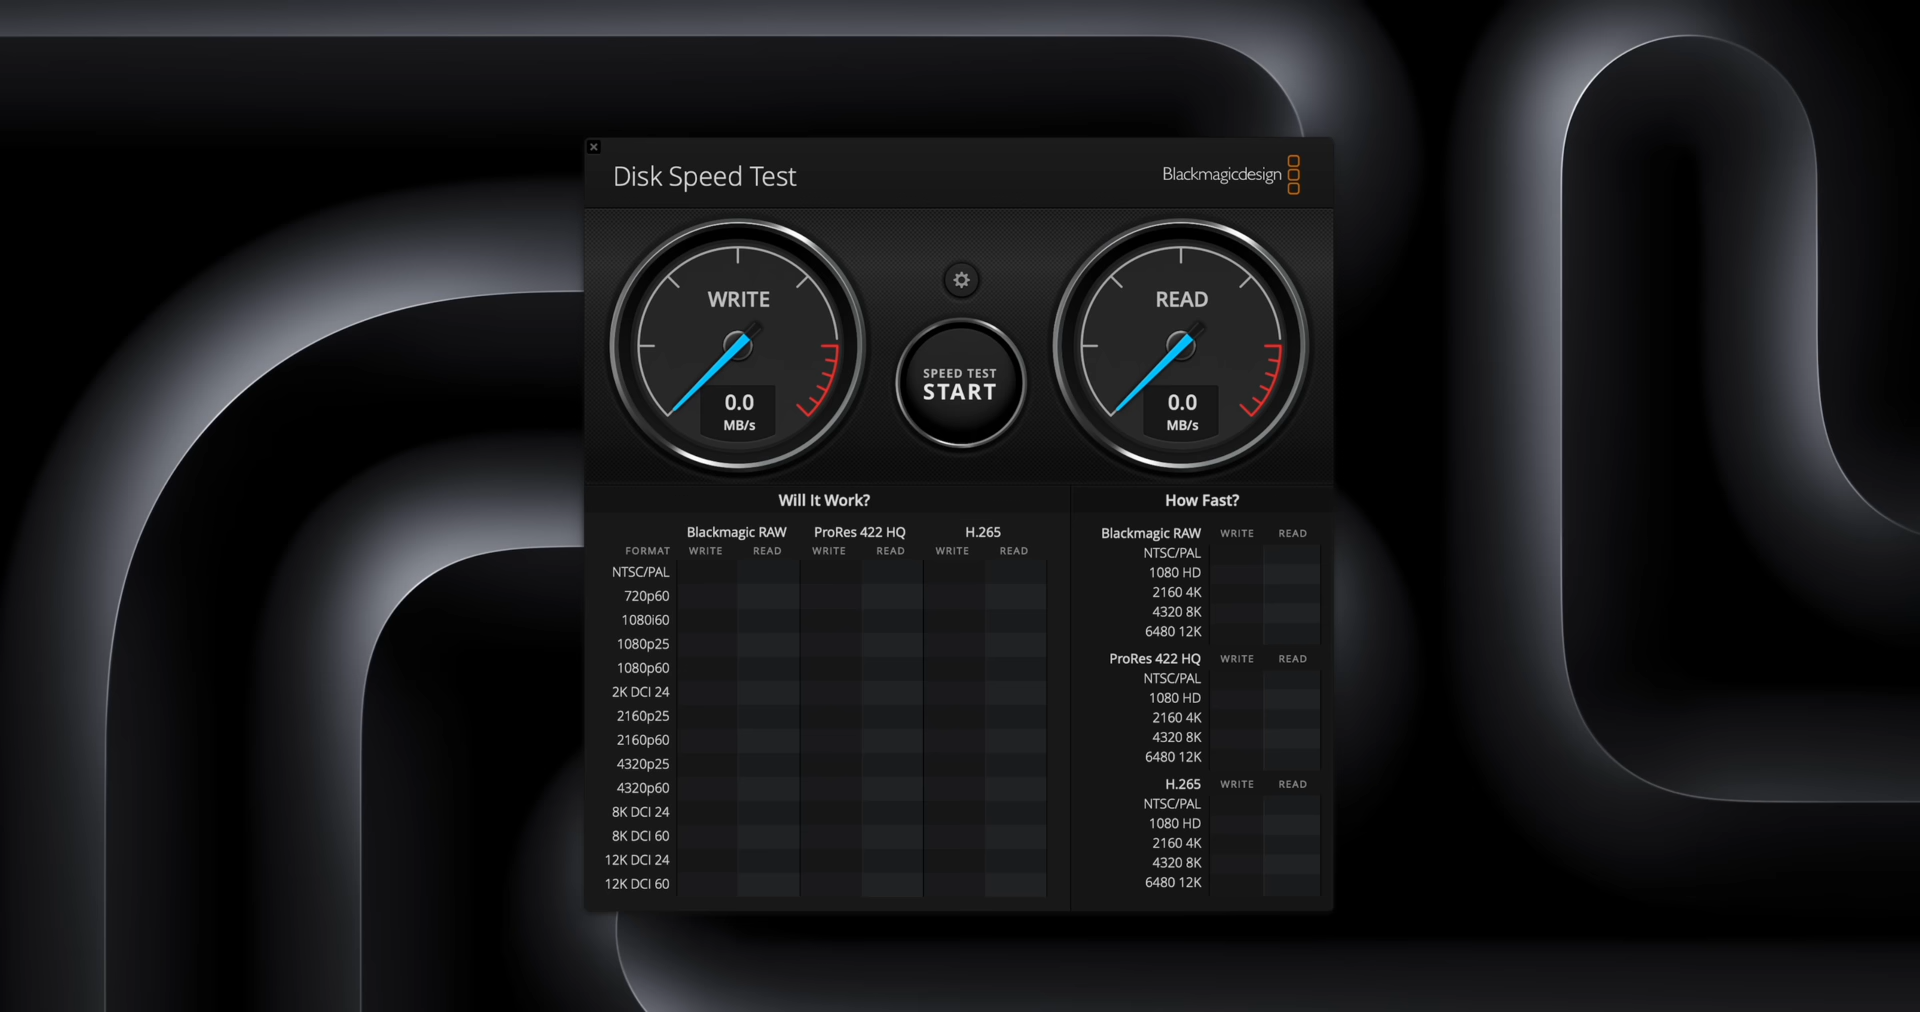 Disk Speed Test
Blackmagicdesign
WRITE
0.0
MB/s
SPEED TEST
START
READ
0.0
MB/s
Will It Work?
Blackmagic RAW ProRes 422 HQ H.265
FORMAT WRITE READ WRITE READ WRITE READ
NTSC/PAL
720p60
1080i60
1080p25
1080p60
2K DCI 24
2160p25
2160p60
4320p25
4320p60
8K DCI 24
8K DCI 60
12K DCI 24
12K DCI 60
How Fast?
Blackmagic RAW WRITE READ
NTSC/PAL
1080 HD
2160 4K
4320 8K
6480 12K
ProRes 422 HQ WRITE READ
NTSC/PAL
1080 HD
2160 4K
4320 8K
6480 12K
H.265 WRITE READ
NTSC/PAL
1080 HD
2160 4K
4320 8K
6480 12K